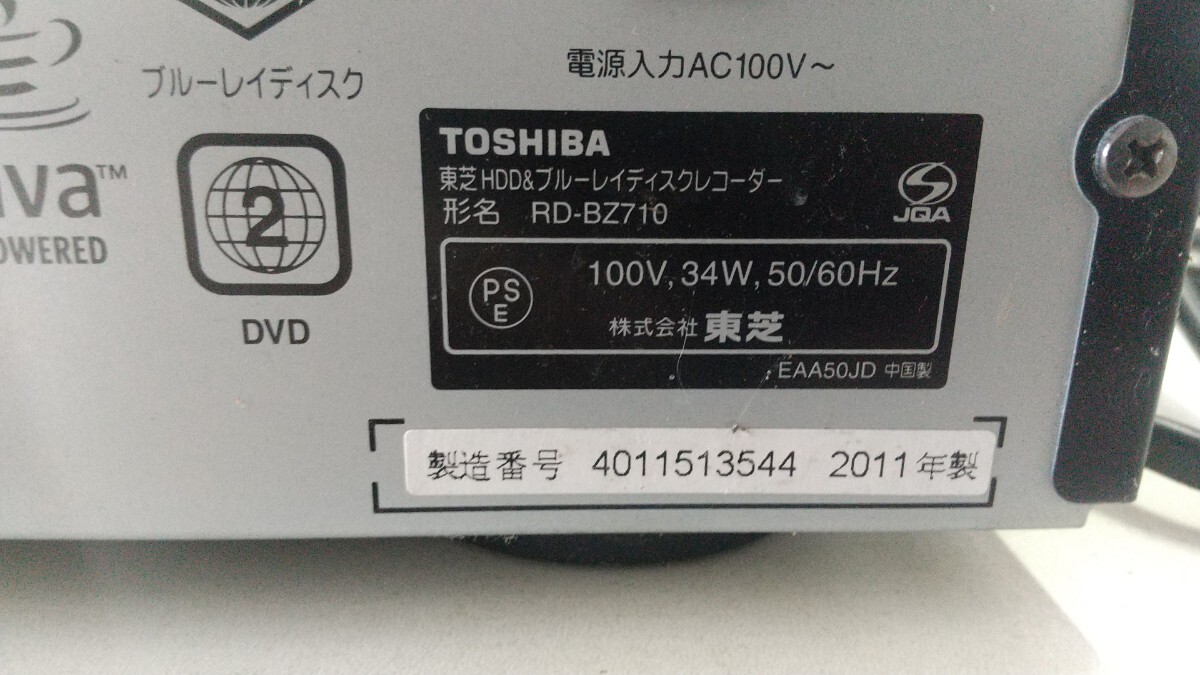 ブルーレイディスク
電源入力AC100V～
TOSHIBA
東芝HDD&ブルーレイディスクレコーダー
形名 RD-BZ710
JQA
PS
E
100V, 34W, 50/60Hz
株式会社 東芝
EAA50JD 中国製
ava™
OWERED
2
DVD
製造番号 4011513544 2011年製